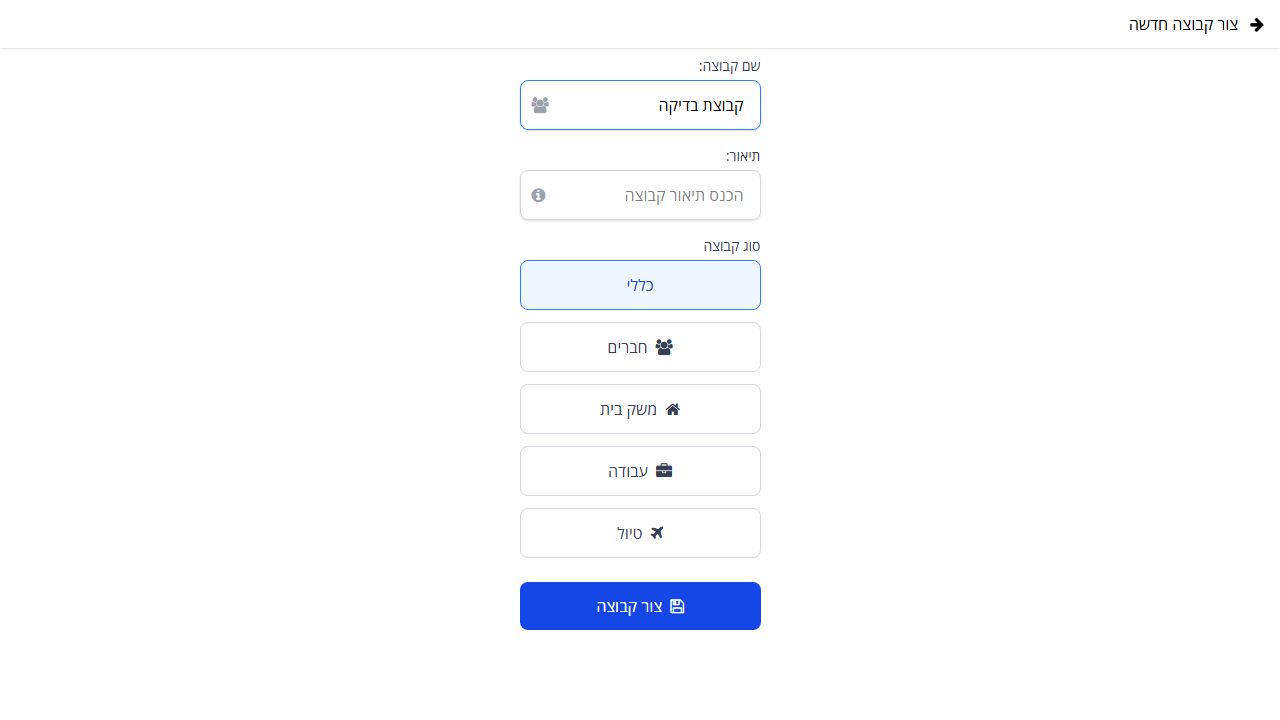 צור קבוצה חדשה
שם קבוצה:
קבוצת בדיקה
תיאור:
הכנס תיאור קבוצה
סוג קבוצה
כללי
חברים
משק בית
עבודה
טיול
צור קבוצה